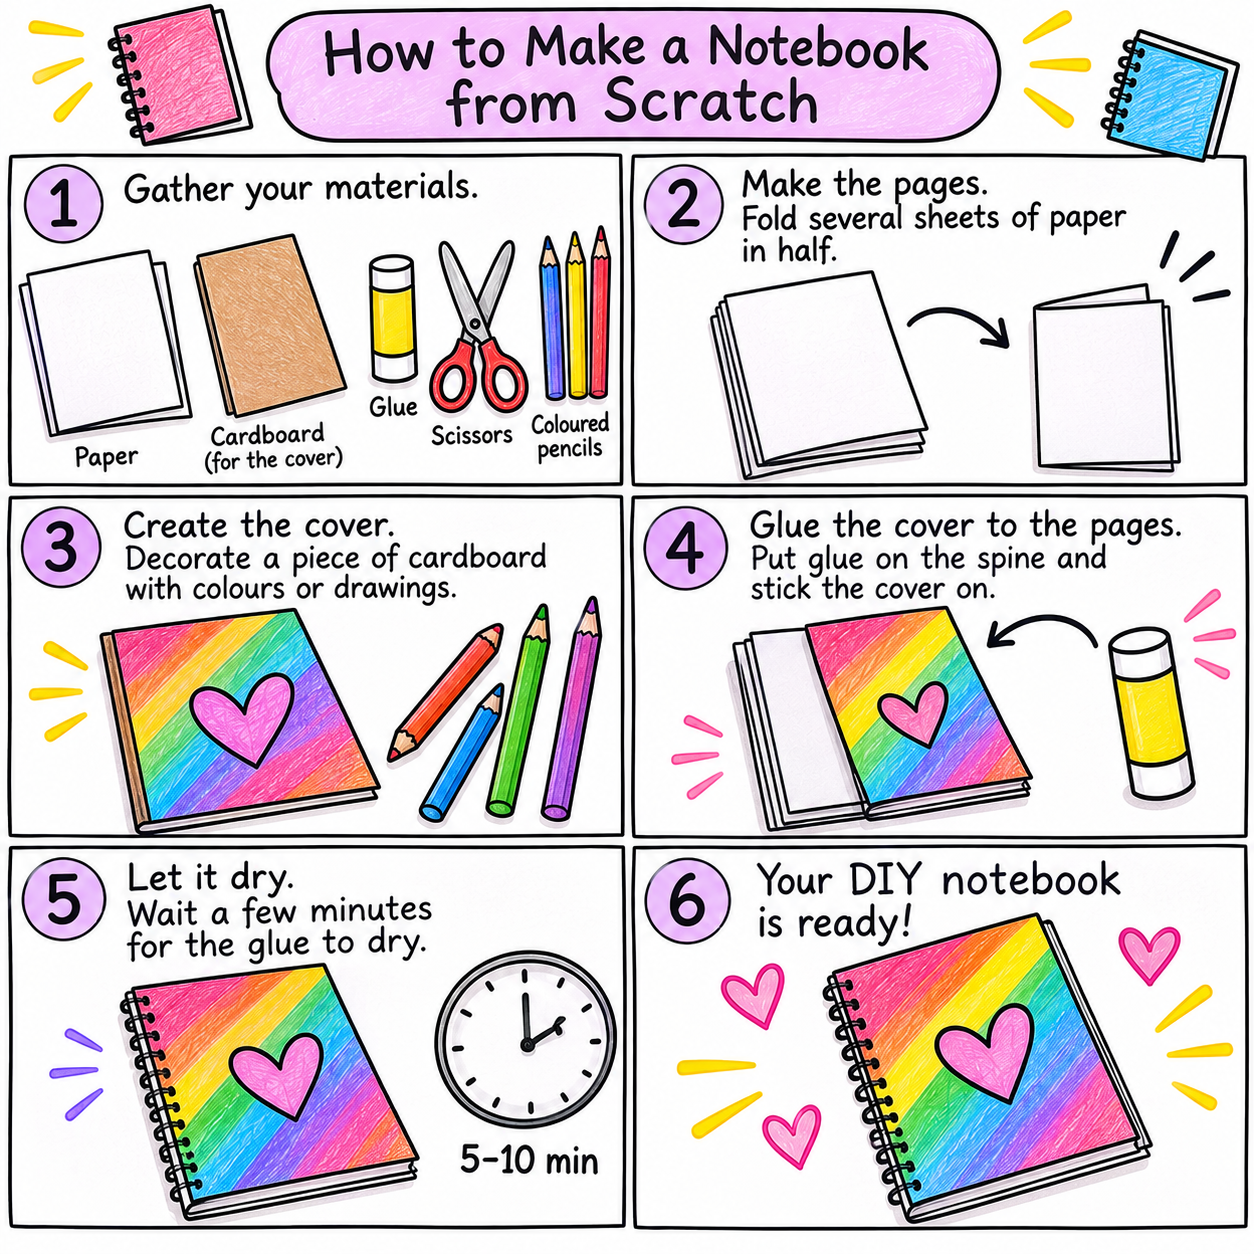 How to Make a Notebook
from Scratch
1
Gather your materials.
Paper
Cardboard
(for the cover)
Glue
Scissors
Coloured
pencils
2
Make the pages.
Fold several sheets of paper
in half.
3
Create the cover.
Decorate a piece of cardboard
with colours or drawings.
4
Glue the cover to the pages.
Put glue on the spine and
stick the cover on.
5
Let it dry.
Wait a few minutes
for the glue to dry.
5-10 min
6
Your DIY notebook
is ready!